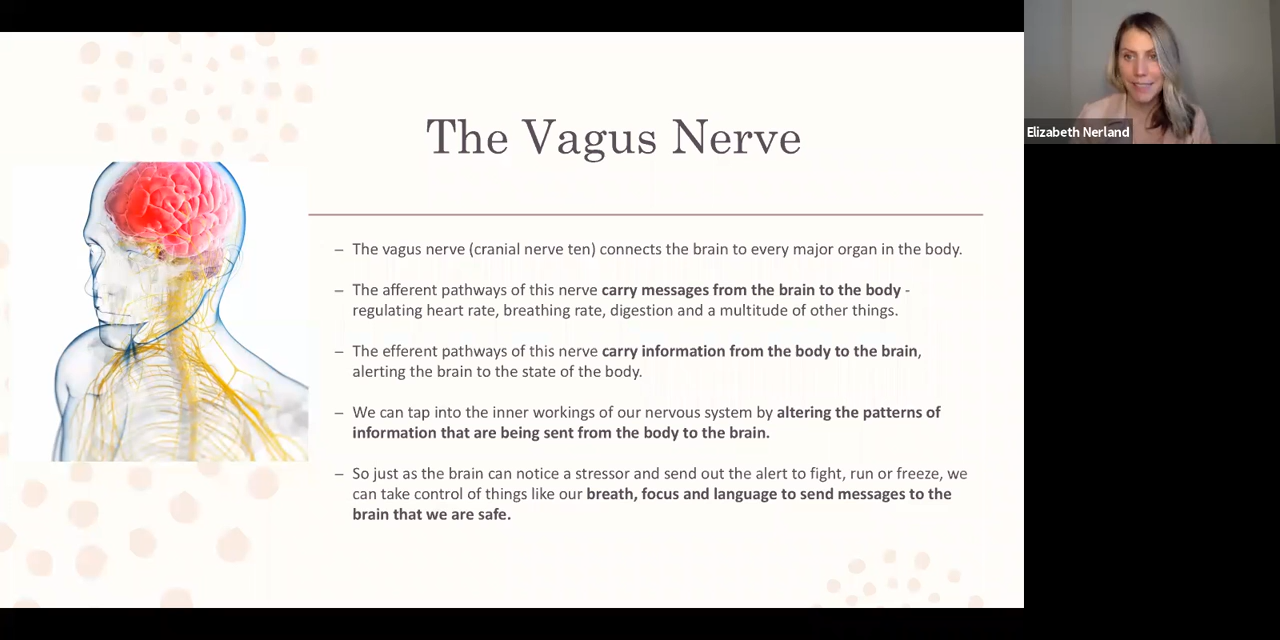 The Vagus Nerve
– The vagus nerve (cranial nerve ten) connects the brain to every major organ in the body.
– The afferent pathways of this nerve carry messages from the brain to the body -
regulating heart rate, breathing rate, digestion and a multitude of other things.
– The efferent pathways of this nerve carry information from the body to the brain,
alerting the brain to the state of the body.
– We can tap into the inner workings of our nervous system by altering the patterns of
information that are being sent from the body to the brain.
– So just as the brain can notice a stressor and send out the alert to fight, run or freeze, we
can take control of things like our breath, focus and language to send messages to the
brain that we are safe.
Elizabeth Nerland